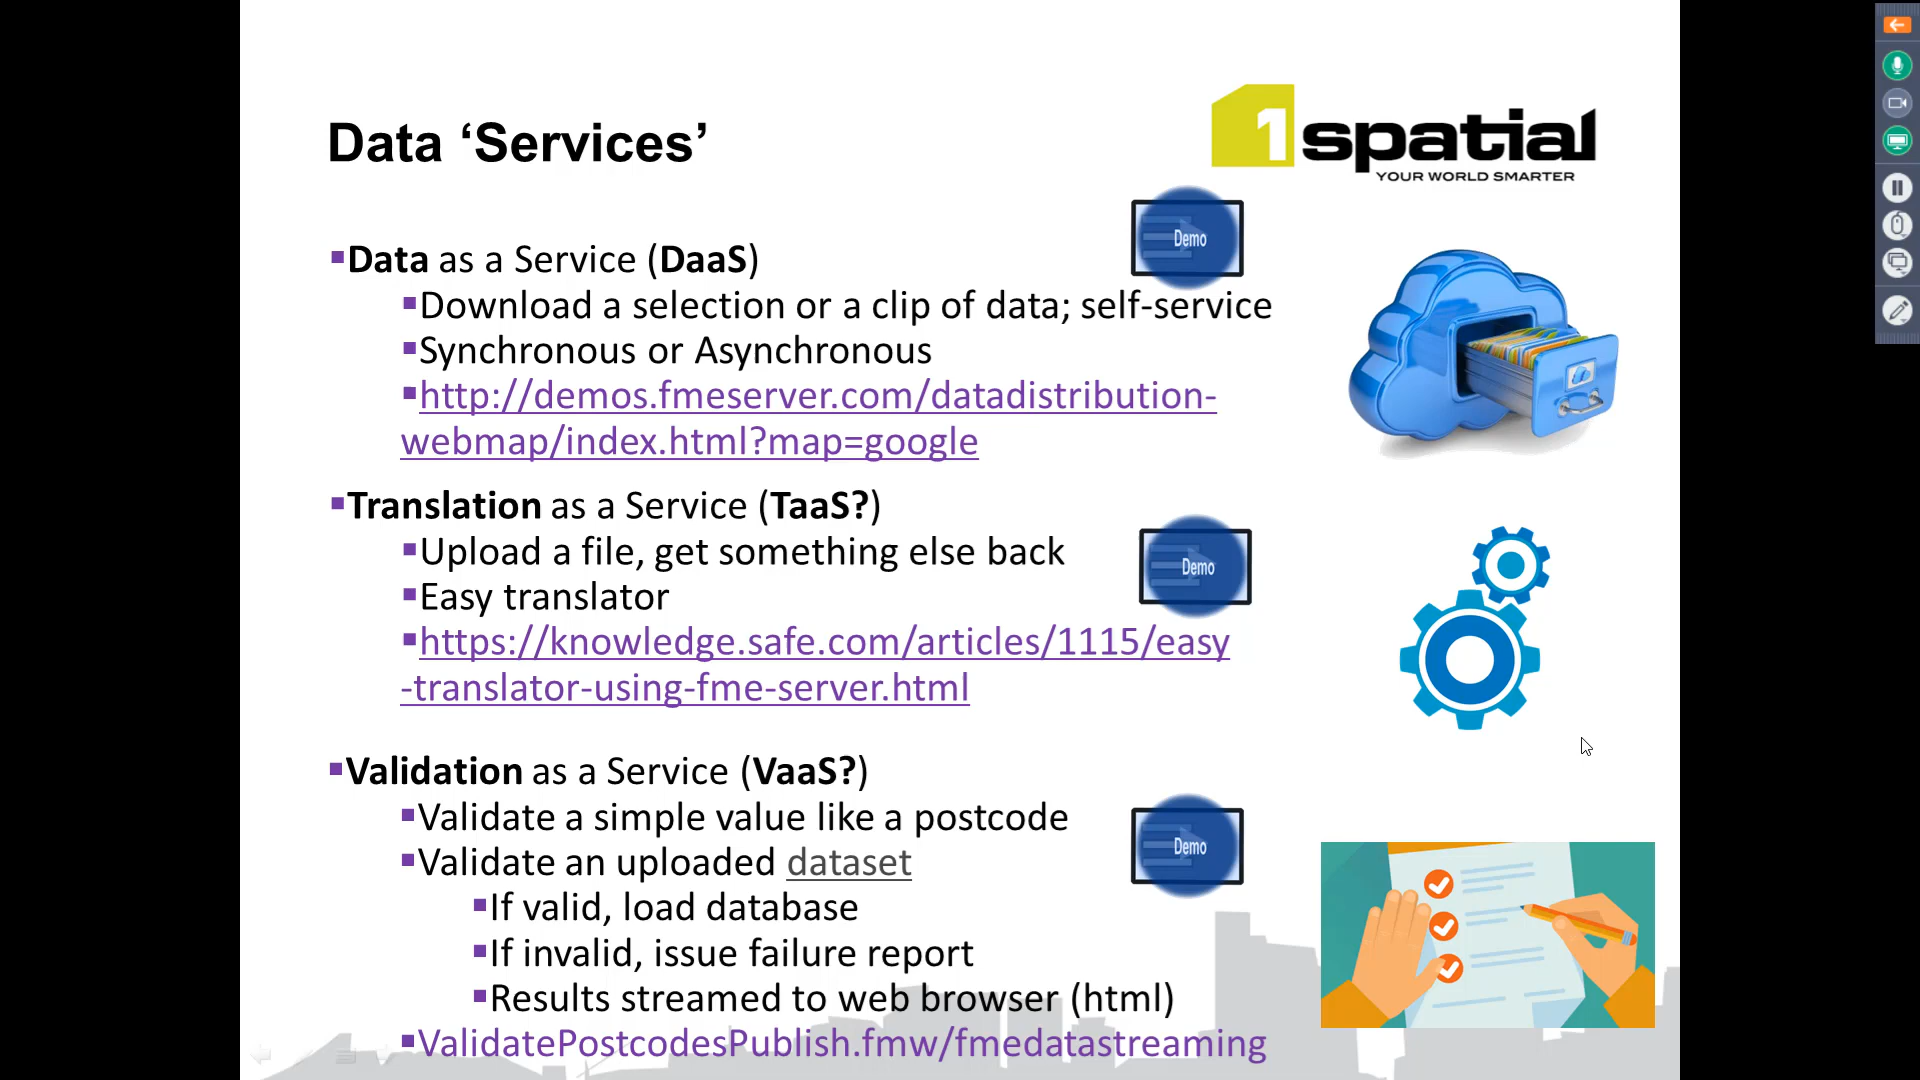 Data ‘Services’
1spatial
YOUR WORLD SMARTER
Demo
▪Data as a Service (DaaS)
▪Download a selection or a clip of data; self-service
▪Synchronous or Asynchronous
▪http://demos.fmeserver.com/datadistribution-
webmap/index.html?map=google
▪Translation as a Service (TaaS?)
Demo
▪Upload a file, get something else back
▪Easy translator
▪https://knowledge.safe.com/articles/1115/easy
-translator-using-fme-server.html
▪Validation as a Service (VaaS?)
▪Validate a simple value like a postcode
Demo
▪Validate an uploaded dataset
▪If valid, load database
▪If invalid, issue failure report
▪Results streamed to web browser (html)
▪ValidatePostcodesPublish.fmw/fmedatastreaming